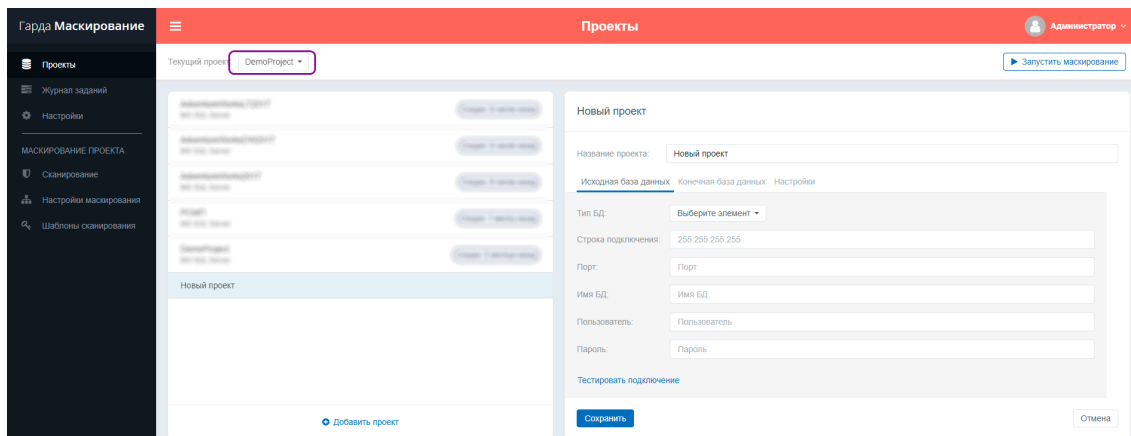 Гарда Маскирование
Проекты
Администратор
Проекты
Журнал заданий
Настройки
МАСКИРОВАНИЕ ПРОЕКТА
Сканирование
Настройки маскирования
Шаблоны сканирования
Текущий проект: DemoProject
Запустить маскирование
DemoProject
Новый проект
Добавить проект
Новый проект
Название проекта: Новый проект
Исходная база данных Конечная база данных Настройки
Тип БД: Выберите элемент
Строка подключения: 255.255.255.255
Порт: Порт
Имя БД: Имя БД
Пользователь: Пользователь
Пароль: Пароль
Тестировать подключение
Сохранить Отмена